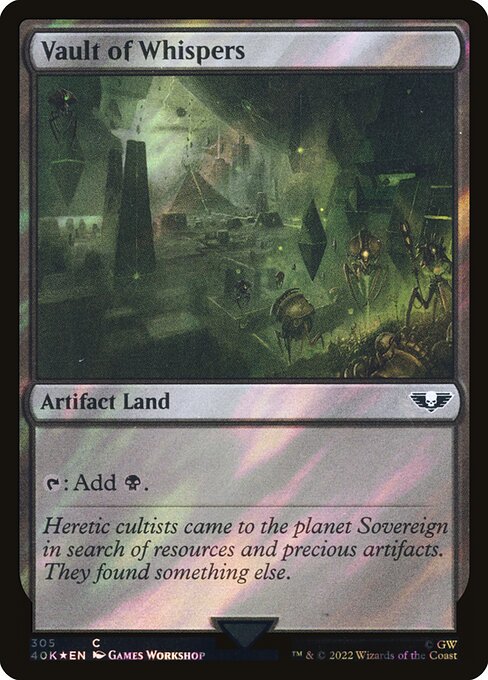 Vault of Whispers
Artifact Land
: Add .
Heretic cultists came to the planet Sovereign
in search of resources and precious artifacts.
They found something else.
305 C
40K★EN Games Workshop
© GW
™ & © 2022 Wizards of the Coast